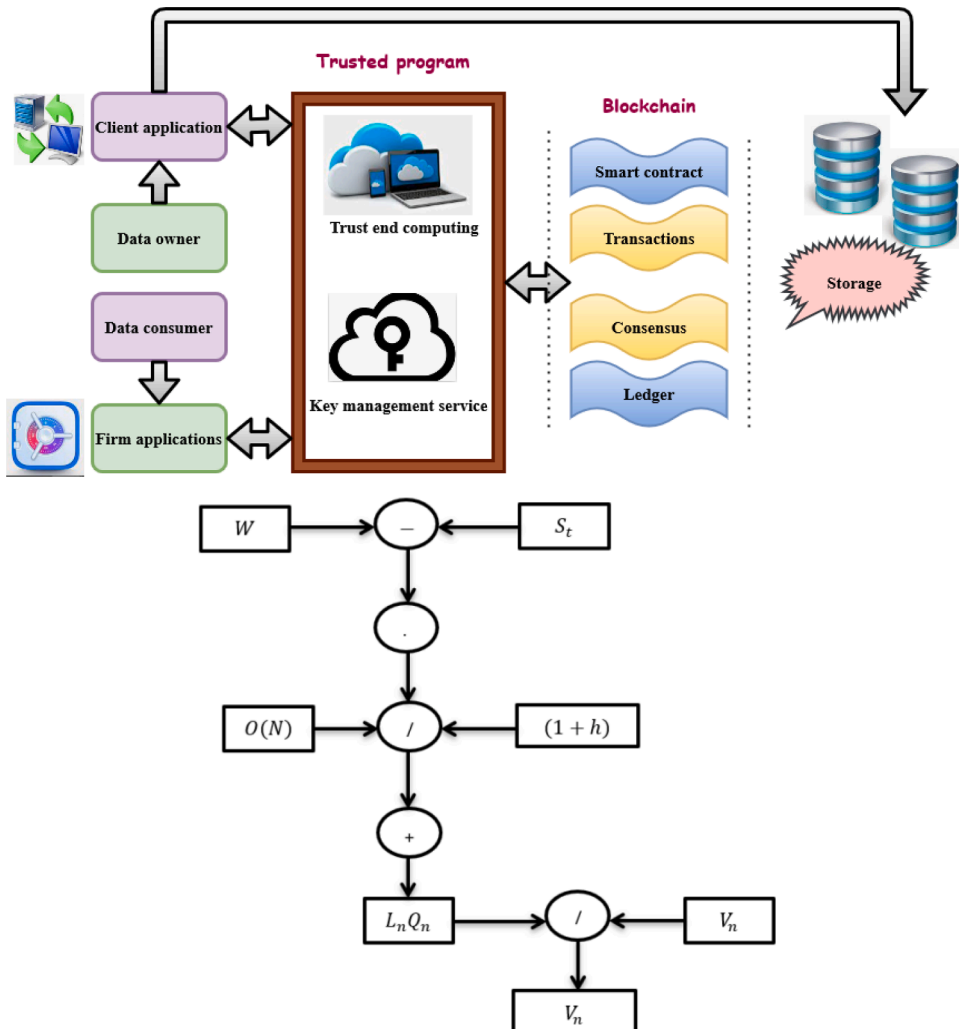 Trusted program
Blockchain
Client application
Data owner
Data consumer
Firm applications
Trust end computing
Key management service
Smart contract
Transactions
Consensus
Ledger
Storage
W
−
S_t
.
O(N)
/
(1 + h)
+
L_nQ_n
/
V_n
V_n